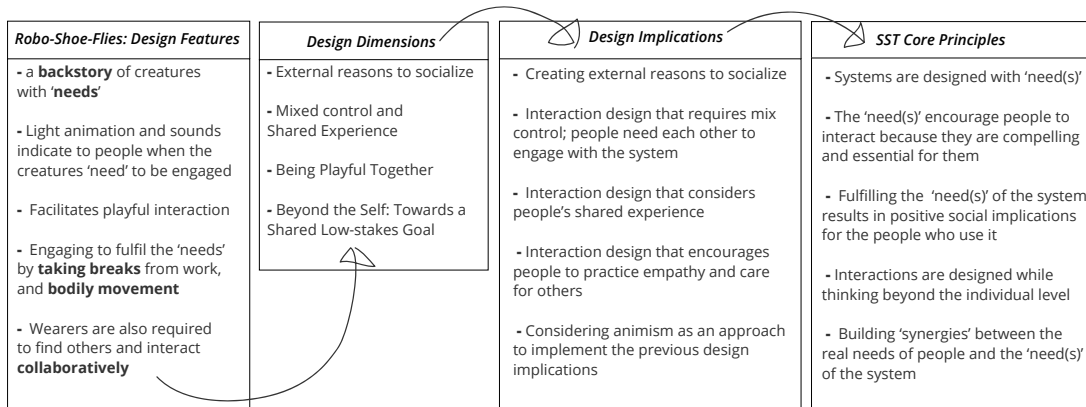 Robo-Shoe-Flies: Design Features
- a backstory of creatures
with ‘needs’
- Light animation and sounds
indicate to people when the
creatures ‘need’ to be engaged
- Facilitates playful interaction
- Engaging to fulfil the ‘needs’
by taking breaks from work,
and bodily movement
- Wearers are also required
to find others and interact
collaboratively
Design Dimensions
- External reasons to socialize
- Mixed control and
Shared Experience
- Being Playful Together
- Beyond the Self: Towards a
Shared Low-stakes Goal
Design Implications
- Creating external reasons to socialize
- Interaction design that requires mix
control; people need each other to
engage with the system
- Interaction design that considers
people’s shared experience
- Interaction design that encourages
people to practice empathy and care
for others
- Considering animism as an approach
to implement the previous design
implications
SST Core Principles
- Systems are designed with ‘need(s)’
- The ‘need(s)’ encourage people to
interact because they are compelling
and essential for them
- Fulfilling the ‘need(s)’ of the system
results in positive social implications
for the people who use it
- Interactions are designed while
thinking beyond the individual level
- Building ‘synergies’ between the
real needs of people and the ‘need(s)’
of the system